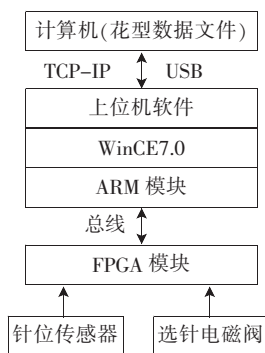 计算机(花型数据文件)
TCP-IP USB
上位机软件
WinCE7.0
ARM 模块
总线
FPGA 模块
针位传感器 选针电磁阀